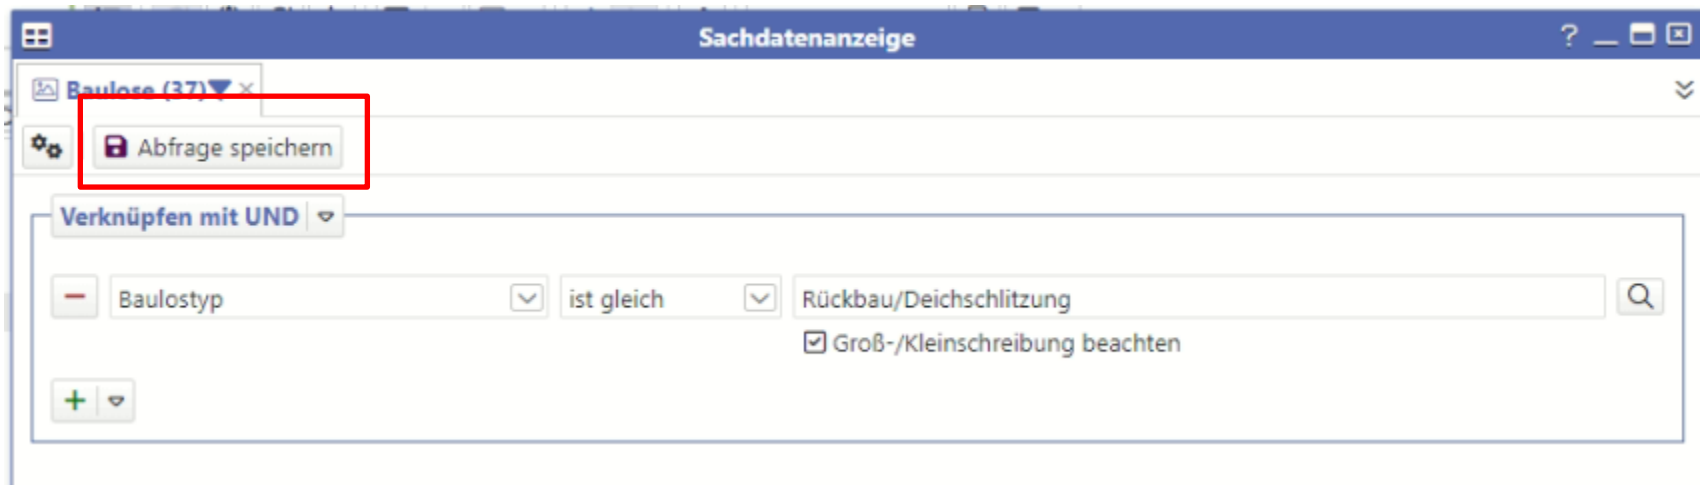 Sachdatenanzeige
Baulose (37)
Abfrage speichern
Verknüpfen mit UND
Baulostyp ist gleich Rückbau/Deichschlitzung
Groß-/Kleinschreibung beachten